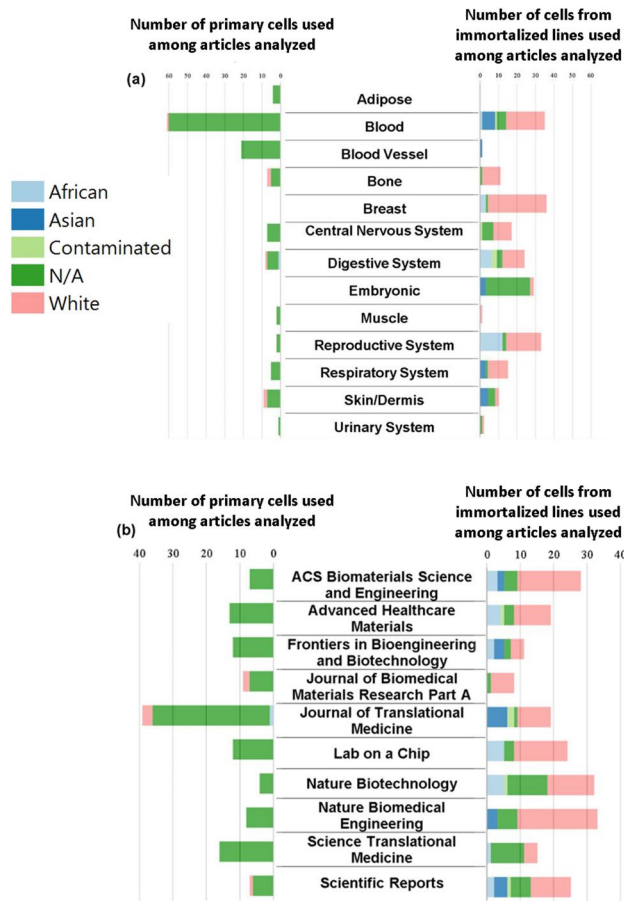 Number of primary cells used
among articles analyzed
Number of cells from
immortalized lines used
among articles analyzed
(a)
60 50 40 30 20 10 0
0 10 20 30 40 50 60
Adipose
Blood
Blood Vessel
Bone
Breast
Central Nervous System
Digestive System
Embryonic
Muscle
Reproductive System
Respiratory System
Skin/Dermis
Urinary System
African
Asian
Contaminated
N/A
White
Number of primary cells used
among articles analyzed
Number of cells from
immortalized lines used
among articles analyzed
(b)
40 30 20 10 0
0 10 20 30 40
ACS Biomaterials Science
and Engineering
Advanced Healthcare
Materials
Frontiers in Bioengineering
and Biotechnology
Journal of Biomedical
Materials Research Part A
Journal of Translational
Medicine
Lab on a Chip
Nature Biotechnology
Nature Biomedical
Engineering
Science Translational
Medicine
Scientific Reports